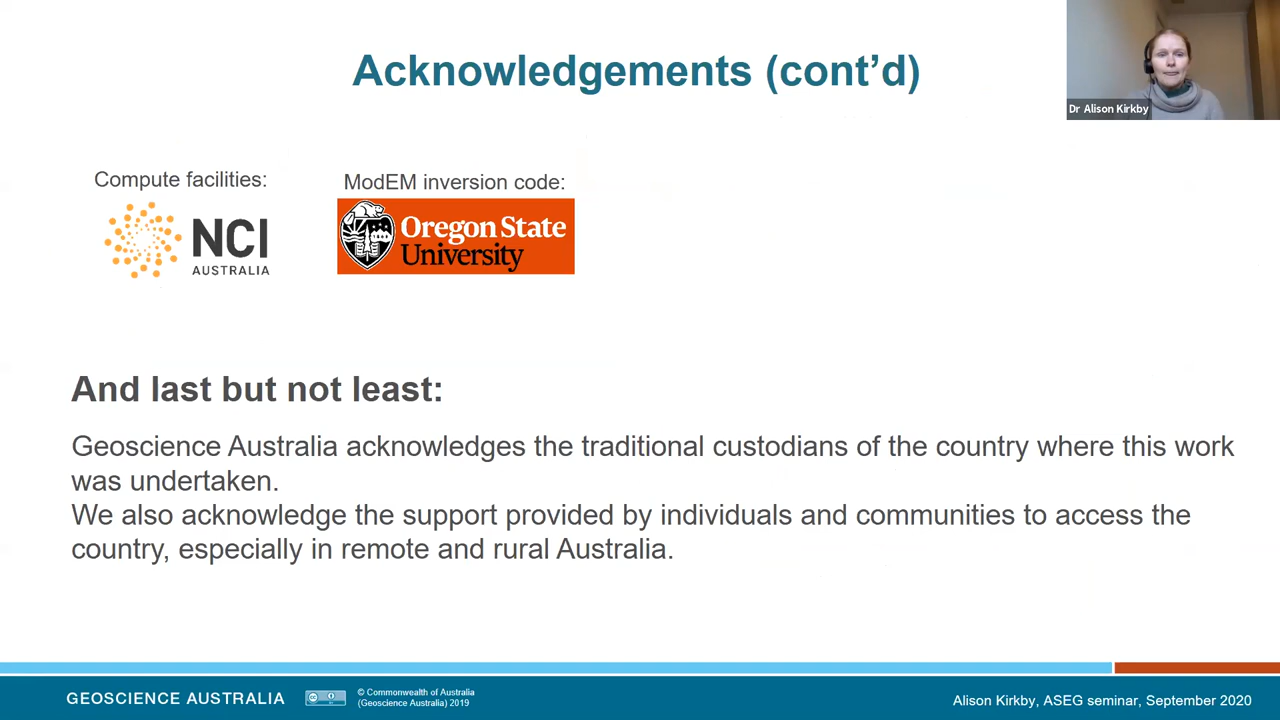 Acknowledgements (cont’d)
Dr Alison Kirkby
Compute facilities:
NCI
AUSTRALIA
ModEM inversion code:
Oregon State
University
And last but not least:
Geoscience Australia acknowledges the traditional custodians of the country where this work
was undertaken.
We also acknowledge the support provided by individuals and communities to access the
country, especially in remote and rural Australia.
GEOSCIENCE AUSTRALIA
© Commonwealth of Australia
(Geoscience Australia) 2019
Alison Kirkby, ASEG seminar, September 2020